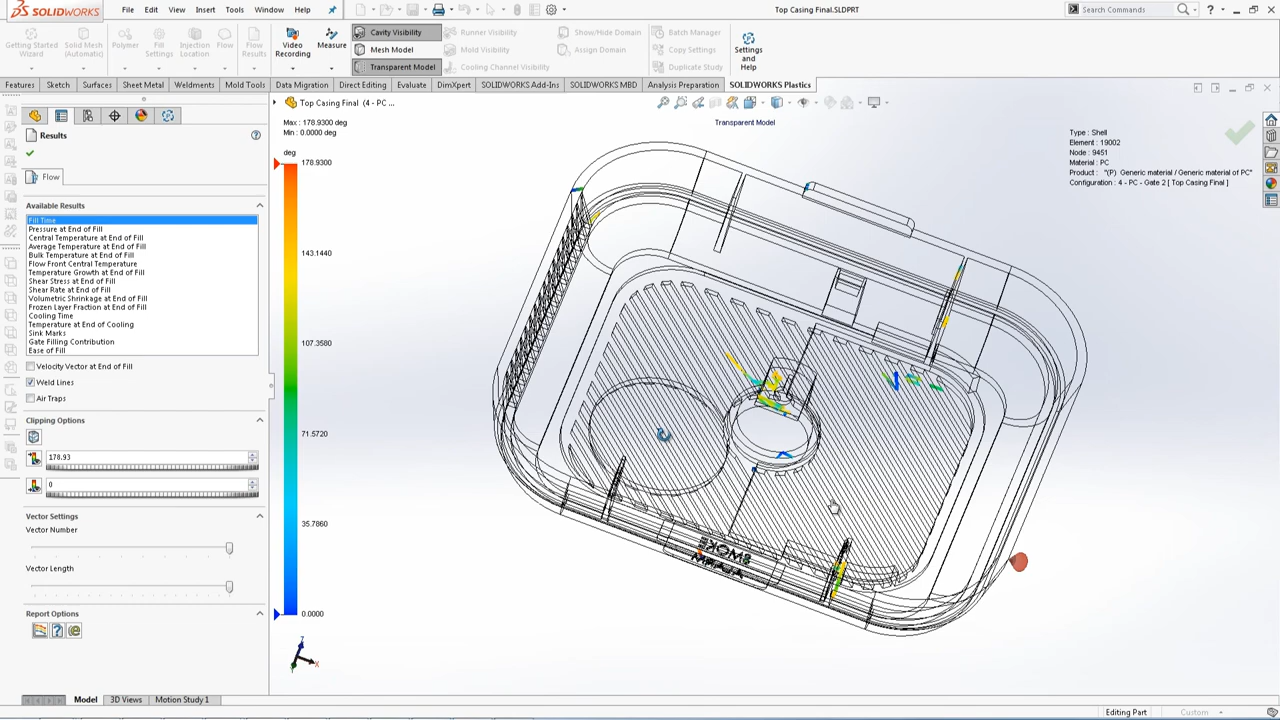 SOLIDWORKS
File Edit View Insert Tools Window Help
Top Casing Final.SLDPRT
Search Commands
Getting Started Wizard
Solid Mesh (Automatic)
Polymer
Fill Settings
Injection Location
Flow
Flow Results
Video Recording
Measure
Cavity Visibility
Mesh Model
Transparent Model
Runner Visibility
Mold Visibility
Cooling Channel Visibility
Show/Hide Domain
Assign Domain
Batch Manager
Copy Settings
Duplicate Study
Settings and Help
Features Surfaces Sheet Metal Weldments Mold Tools Data Migration Direct Editing Evaluate DimXpert SOLIDWORKS Add-Ins SOLIDWORKS MBD Analysis Preparation SOLIDWORKS Plastics
Results
Flow
Available Results
Fill Time
Pressure at End of Fill
Central Temperature at End of Fill
Average Temperature at End of Fill
Bulk Temperature at End of Fill
Flow Front Central Temperature
Temperature Growth at End of Fill
Shear Stress at End of Fill
Shear Rate at End of Fill
Volumetric Shrinkage at End of Fill
Frozen Layer Fraction at End of Fill
Cooling Time
Temperature at End of Cooling
Sink Marks
Gate Filling Contribution
Ease of Fill
Velocity Vector at End of Fill
Weld Lines
Air Traps
Clipping Options
178.93
0
Vector Settings
Vector Number
Vector Length
Report Options
Top Casing Final (4 - PC ...
Max : 178.9300 deg
Min : 0.0000 deg
deg
178.9300
143.1440
107.3580
71.5720
35.7860
0.0000
Transparent Model
Type : Shell
Element : 19002
Node : 9451
Material : PC
Product : "(P) Generic material / Generic material of PC"
Configuration : 4 - PC - Gate 2 [ Top Casing Final ]
SMOKE
ALARM
Z
X
Y
Model 3D Views Motion Study 1
Editing Part
Custom